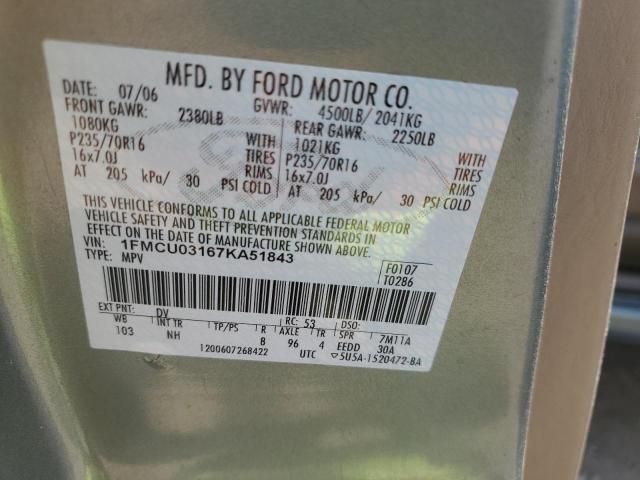 MFD. BY FORD MOTOR CO.
DATE: 07/06 GVWR: 4500LB/ 2041KG
FRONT GAWR: 2380LB REAR GAWR: 2250LB
1080KG WITH 1021KG WITH
P235/70R16 TIRES P235/70R16 TIRES
16x7.0J RIMS 16x7.0J RIMS
AT 205 kPa/ 30 PSI COLD AT 205 kPa/ 30 PSI COLD
THIS VEHICLE CONFORMS TO ALL APPLICABLE FEDERAL MOTOR
VEHICLE SAFETY AND THEFT PREVENTION STANDARDS IN
EFFECT ON THE DATE OF MANUFACTURE SHOWN ABOVE.
VIN: 1FMCU03167KA51843
TYPE: MPV F0107
T0286
EXT PNT: DV RC: 53 DSO:
WB INT TR TP/PS R AXLE TR SPR 7M11A
103 NH 8 96 4 EEDD 30A
1200607268422 UTC ▽5U5A-1520472-BA
Ford